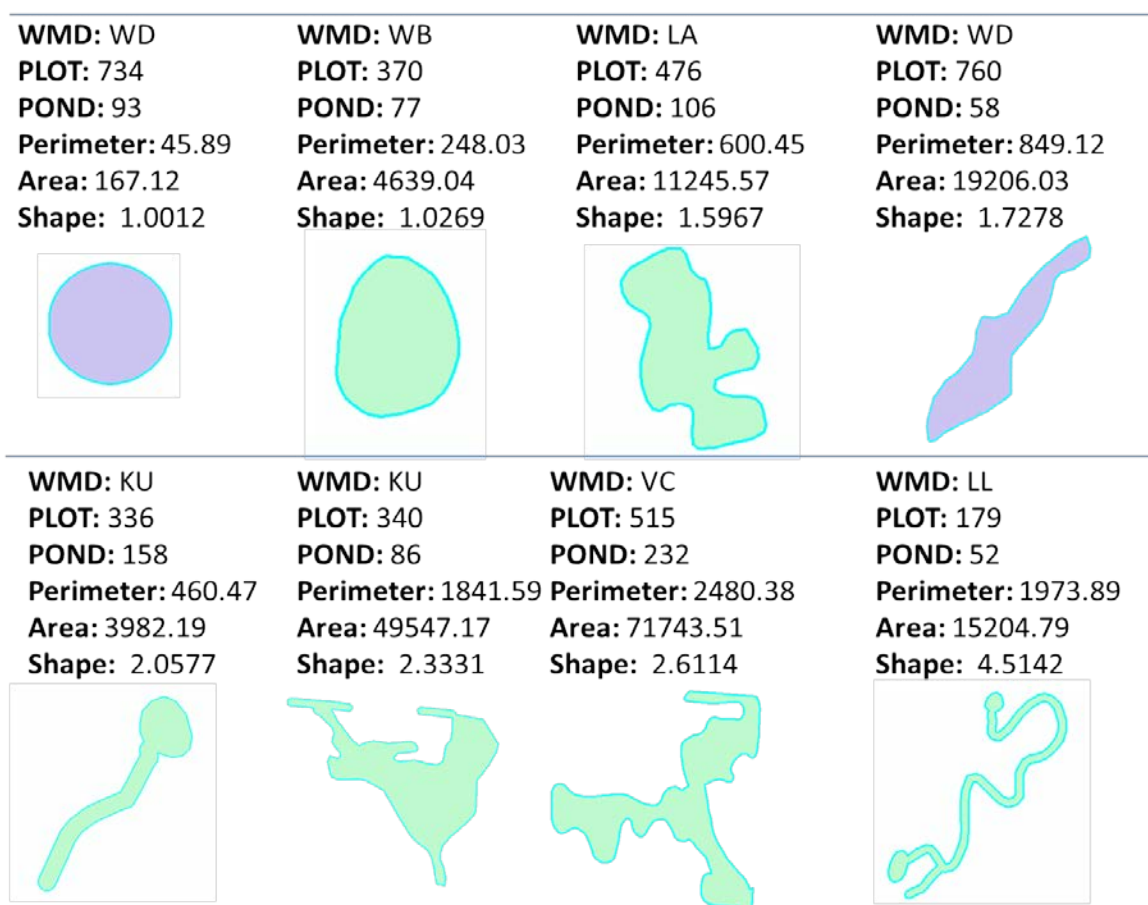 WMD: WD
PLOT: 734
POND: 93
Perimeter: 45.89
Area: 167.12
Shape: 1.0012
WMD: WB
PLOT: 370
POND: 77
Perimeter: 248.03
Area: 4639.04
Shape: 1.0269
WMD: LA
PLOT: 476
POND: 106
Perimeter: 600.45
Area: 11245.57
Shape: 1.5967
WMD: WD
PLOT: 760
POND: 58
Perimeter: 849.12
Area: 19206.03
Shape: 1.7278
WMD: KU
PLOT: 336
POND: 158
Perimeter: 460.47
Area: 3982.19
Shape: 2.0577
WMD: KU
PLOT: 340
POND: 86
Perimeter: 1841.59
Area: 49547.17
Shape: 2.3331
WMD: VC
PLOT: 515
POND: 232
Perimeter: 2480.38
Area: 71743.51
Shape: 2.6114
WMD: LL
PLOT: 179
POND: 52
Perimeter: 1973.89
Area: 15204.79
Shape: 4.5142